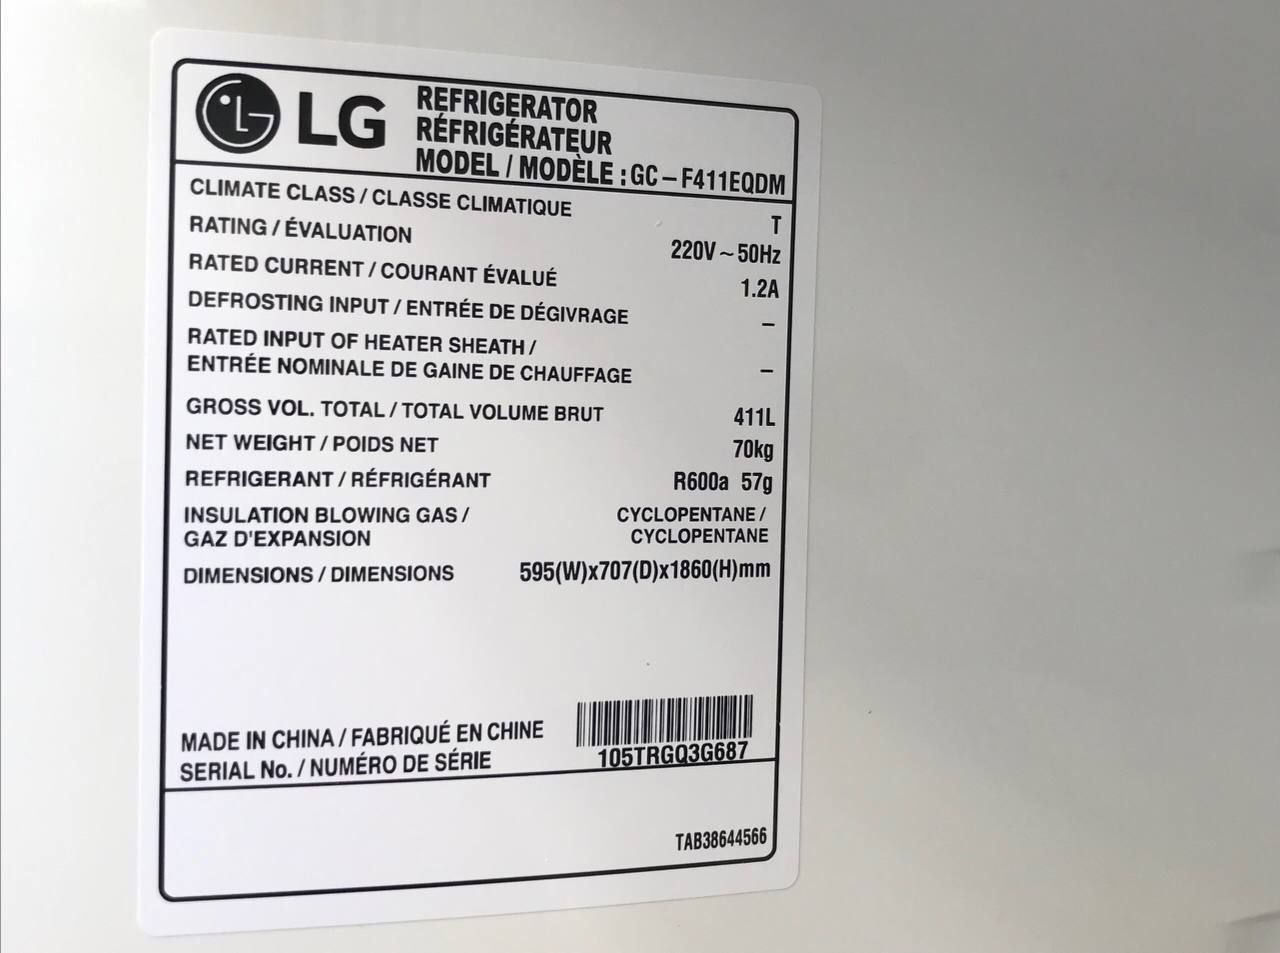 LG
REFRIGERATOR
RÉFRIGÉRATEUR
MODEL / MODÈLE : GC – F411EQDM
CLIMATE CLASS / CLASSE CLIMATIQUE T
RATING / ÉVALUATION 220V ~ 50Hz
RATED CURRENT / COURANT ÉVALUÉ 1.2A
DEFROSTING INPUT / ENTRÉE DE DÉGIVRAGE –
RATED INPUT OF HEATER SHEATH /
ENTRÉE NOMINALE DE GAINE DE CHAUFFAGE –
GROSS VOL. TOTAL / TOTAL VOLUME BRUT 411L
NET WEIGHT / POIDS NET 70kg
REFRIGERANT / RÉFRIGÉRANT R600a 57g
INSULATION BLOWING GAS / CYCLOPENTANE /
GAZ D'EXPANSION CYCLOPENTANE
DIMENSIONS / DIMENSIONS 595(W)x707(D)x1860(H)mm
MADE IN CHINA / FABRIQUÉ EN CHINE
SERIAL No. / NUMÉRO DE SÉRIE 105TRGQ3G687
TAB38644566